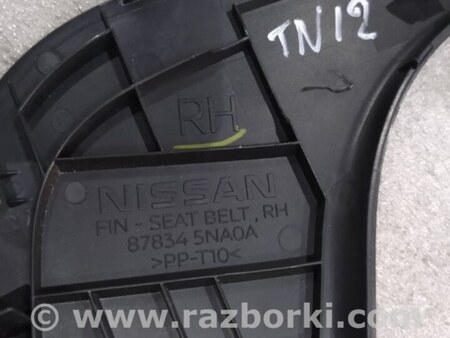 TN12
RH
NISSAN
FIN - SEAT BELT, RH
87834 5NA0A
>PP-T10<
www.razborki.com